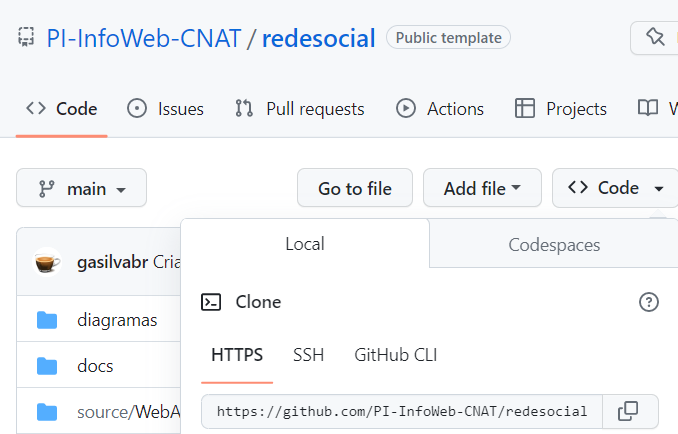 PI-InfoWeb-CNAT / redesocial Public template
Code Issues Pull requests Actions Projects W
main Go to file Add file Code
Local Codespaces
gasilvabr Cria
Clone
diagramas
HTTPS SSH GitHub CLI
docs
source/WebA
https://github.com/PI-InfoWeb-CNAT/redesocial